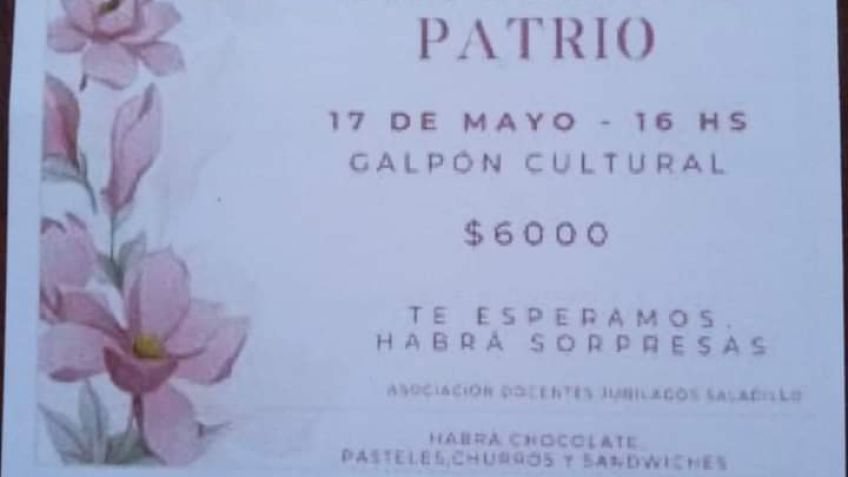 PATRIO
17 DE MAYO - 16 HS
GALPÓN CULTURAL
$6000
TE ESPERAMOS.
HABRÁ SORPRESAS
ASOCIACIÓN DOCENTES JUBILADOS SALADILLO
HABRÁ CHOCOLATE,
PASTELES,CHURROS Y SANDWICHES